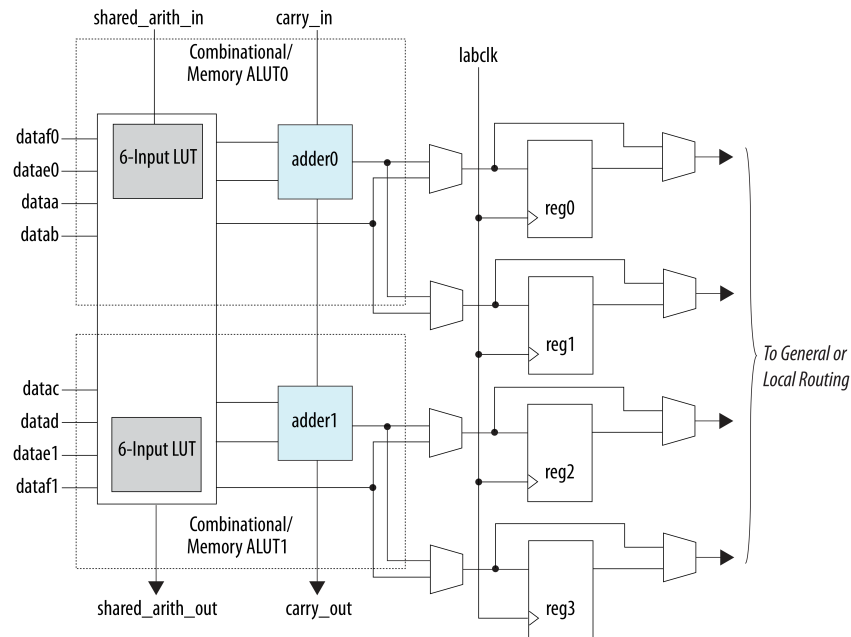 shared_arith_in
carry_in
Combinational/
Memory ALUT0
labclk
dataf0
datae0
dataa
datab
6-Input LUT
adder0
reg0
reg1
To General or
Local Routing
datac
datad
datae1
dataf1
6-Input LUT
adder1
reg2
Combinational/
Memory ALUT1
reg3
shared_arith_out
carry_out